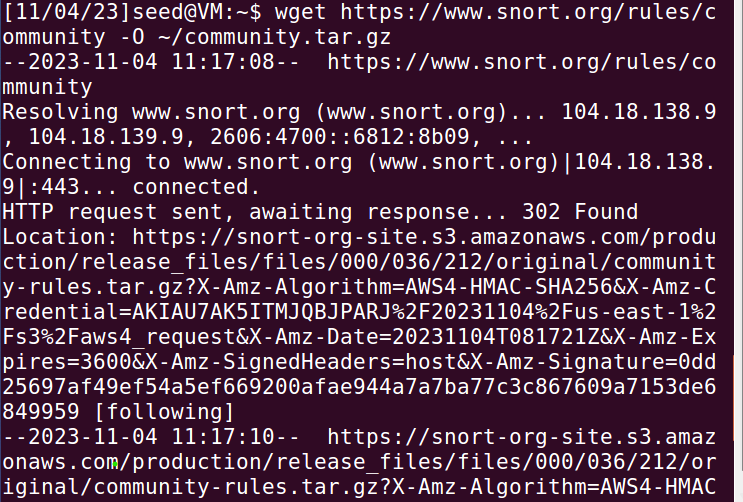 [11/04/23]seed@VM:~$ wget https://www.snort.org/rules/c
ommunity -O ~/community.tar.gz
--2023-11-04 11:17:08--  https://www.snort.org/rules/co
mmunity
Resolving www.snort.org (www.snort.org)... 104.18.138.9
, 104.18.139.9, 2606:4700::6812:8b09, ...
Connecting to www.snort.org (www.snort.org)|104.18.138.
9|:443... connected.
HTTP request sent, awaiting response... 302 Found
Location: https://snort-org-site.s3.amazonaws.com/produ
ction/release_files/files/000/036/212/original/communit
y-rules.tar.gz?X-Amz-Algorithm=AWS4-HMAC-SHA256&X-Amz-C
redential=AKIAU7AK5ITMJQBJPARJ%2F20231104%2Fus-east-1%2
Fs3%2Faws4_request&X-Amz-Date=20231104T081721Z&X-Amz-Ex
pires=3600&X-Amz-SignedHeaders=host&X-Amz-Signature=0dd
25697af49ef54a5ef669200afae944a7a7ba77c3c867609a7153de6
849959 [following]
--2023-11-04 11:17:10--  https://snort-org-site.s3.amaz
onaws.com/production/release_files/files/000/036/212/or
iginal/community-rules.tar.gz?X-Amz-Algorithm=AWS4-HMAC